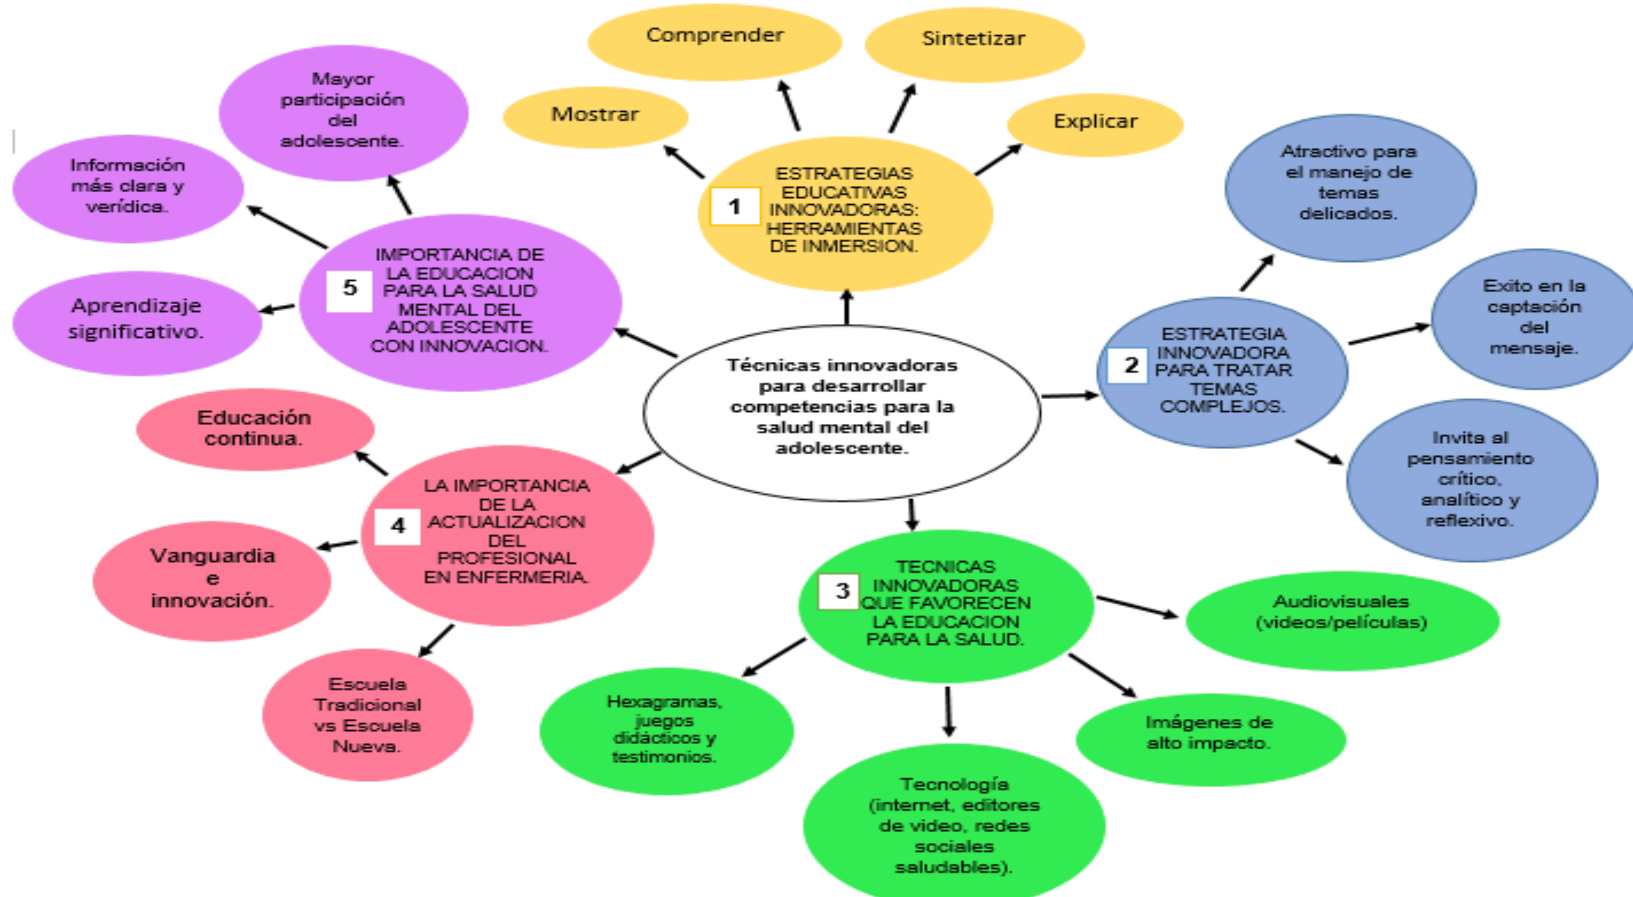 Técnicas innovadoras
para desarrollar
competencias para la
salud mental del
adolescente.
1
ESTRATEGIAS
EDUCATIVAS
INNOVADORAS:
HERRAMIENTAS
DE INMERSION.
Mostrar
Comprender
Sintetizar
Explicar
2
ESTRATEGIA
INNOVADORA
PARA TRATAR
TEMAS
COMPLEJOS.
Atractivo para
el manejo de
temas
delicados.
Exito en la
captación
del
mensaje.
Invita al
pensamiento
crítico,
analítico y
reflexivo.
3
TECNICAS
INNOVADORAS
QUE FAVORECEN
LA EDUCACION
PARA LA SALUD.
Audiovisuales
(videos/películas)
Imágenes de
alto impacto.
Tecnología
(internet, editores
de video, redes
sociales
saludables).
Hexagramas,
juegos
didácticos y
testimonios.
4
LA IMPORTANCIA
DE LA
ACTUALIZACION
DEL
PROFESIONAL
EN ENFERMERIA.
Educación
continua.
Vanguardia
e
innovación.
Escuela
Tradicional
vs Escuela
Nueva.
5
IMPORTANCIA DE
LA EDUCACION
PARA LA SALUD
MENTAL DEL
ADOLESCENTE
CON INNOVACION.
Mayor
participación
del
adolescente.
Información
más clara y
verídica.
Aprendizaje
significativo.